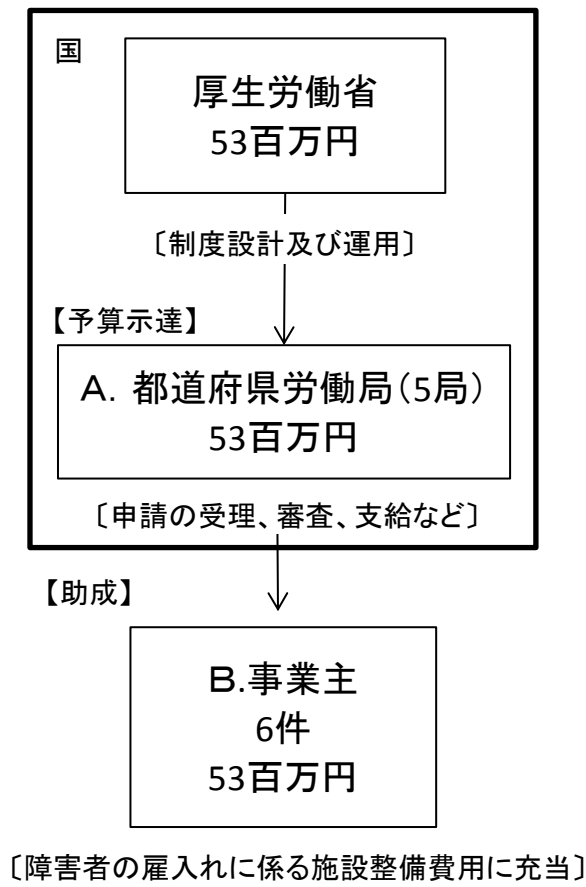 国
厚生労働省
53百万円
〔制度設計及び運用〕
【予算示達】
A．都道府県労働局（5局）
53百万円
〔申請の受理、審査、支給など〕
【助成】
B.事業主
6件
53百万円
〔障害者の雇入れに係る施設整備費用に充当〕